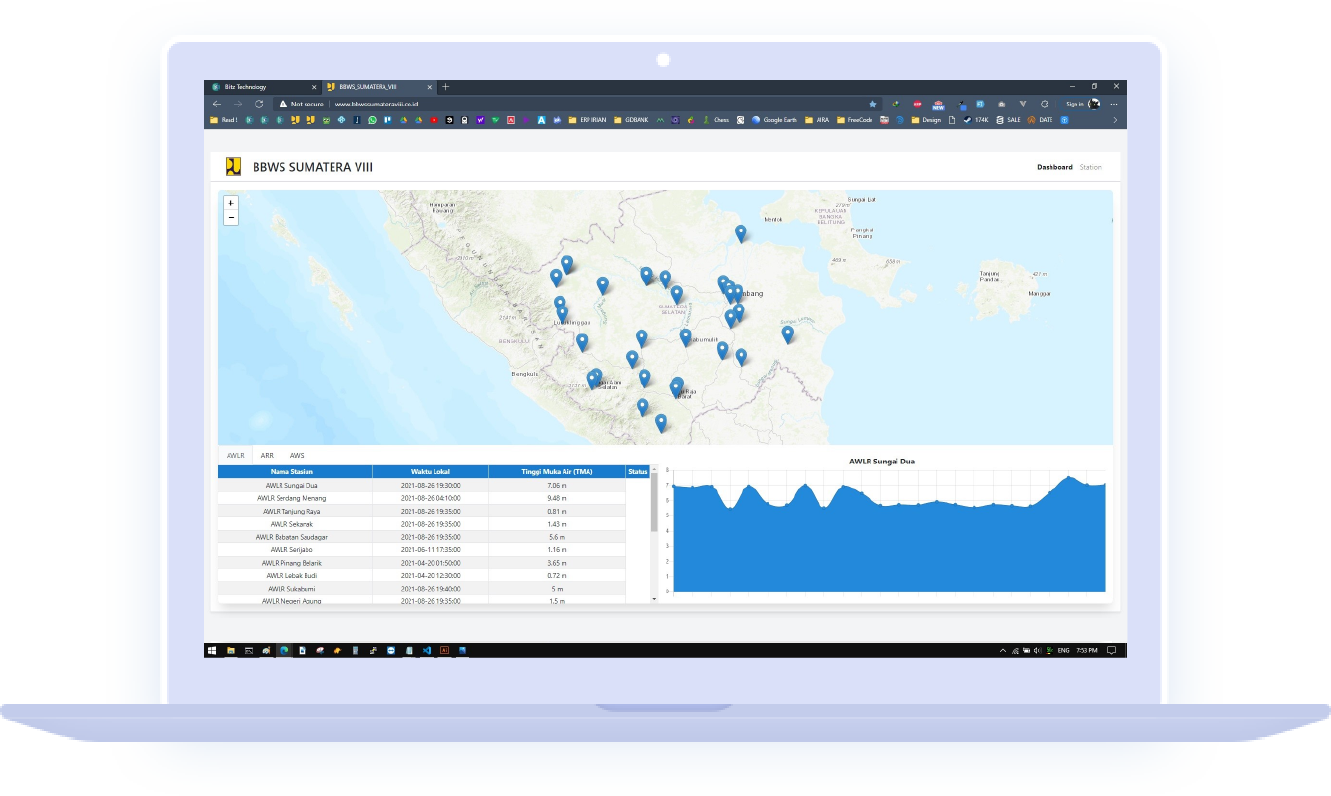 Bitz Technology
BBWS_SUMATERA_VIII
Not secure
www.bbwssumateraviii.co.id
Sign in
Read !
ERP IRIAN
GDBANK
Chess
Google Earth
AIRA
FreeCode
Design
174K
SALE
DATE
BBWS SUMATERA VIII
Dashboard
Station
+
−
Sungai Liat
KEPULAUAN
BANGKA
BELITUNG
Mentok
Pangkal
Pinang
Tanjung
Pandan
Manggar
SUMATERA
SELATAN
BENGKULU
Bengkulu
AWLR
ARR
AWS
Nama Stasiun Waktu Lokal Tinggi Muka Air (TMA) Status
AWLR Sungai Dua 2021-08-26 19:30:00 7.06 m
AWLR Serdang Menang 2021-08-26 04:10:00 9.48 m
AWLR Tanjung Raya 2021-08-26 19:35:00 0.81 m
AWLR Sekanak 2021-08-26 19:35:00 1.43 m
AWLR Babatan Saudagar 2021-08-26 19:35:00 5.6 m
AWLR Serijabo 2021-06-11 17:35:00 1.16 m
AWLR Pinang Belarik 2021-04-20 01:50:00 3.65 m
AWLR Lebak Budi 2021-04-20 12:30:00 0.72 m
AWLR Sukabumi 2021-08-26 19:40:00 5 m
AWLR Negeri Agung 2021-08-26 19:35:00 1.5 m
AWLR Sungai Dua
8
7
6
5
4
3
2
1
0
ENG
7:53 PM